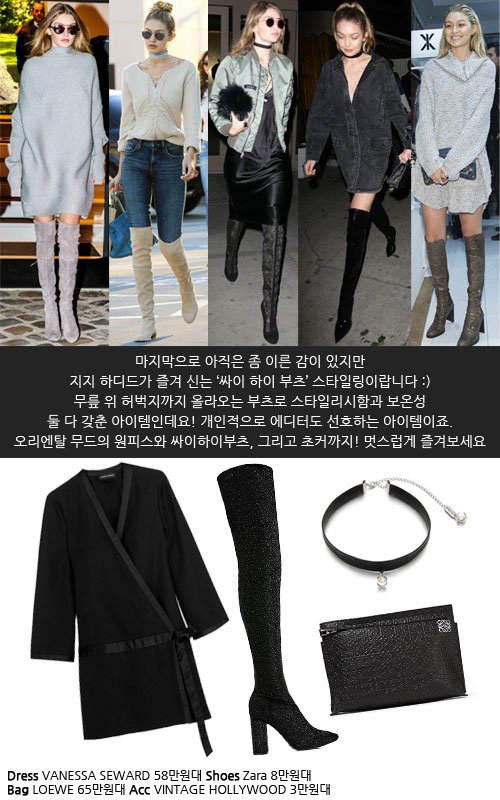 마지막으로 아직은 좀 이른 감이 있지만
지지 하디드가 즐겨 신는 '싸이 하이 부츠' 스타일링이랍니다 :)
무릎 위 허벅지까지 올라오는 부츠로 스타일리시함과 보온성
둘 다 갖춘 아이템인데요! 개인적으로 에디터도 선호하는 아이템이죠.
오리엔탈 무드의 원피스와 싸이하이부츠, 그리고 초커까지! 멋스럽게 즐겨보세요
Dress VANESSA SEWARD 58만원대 Shoes Zara 8만원대
Bag LOEWE 65만원대 Acc VINTAGE HOLLYWOOD 3만원대